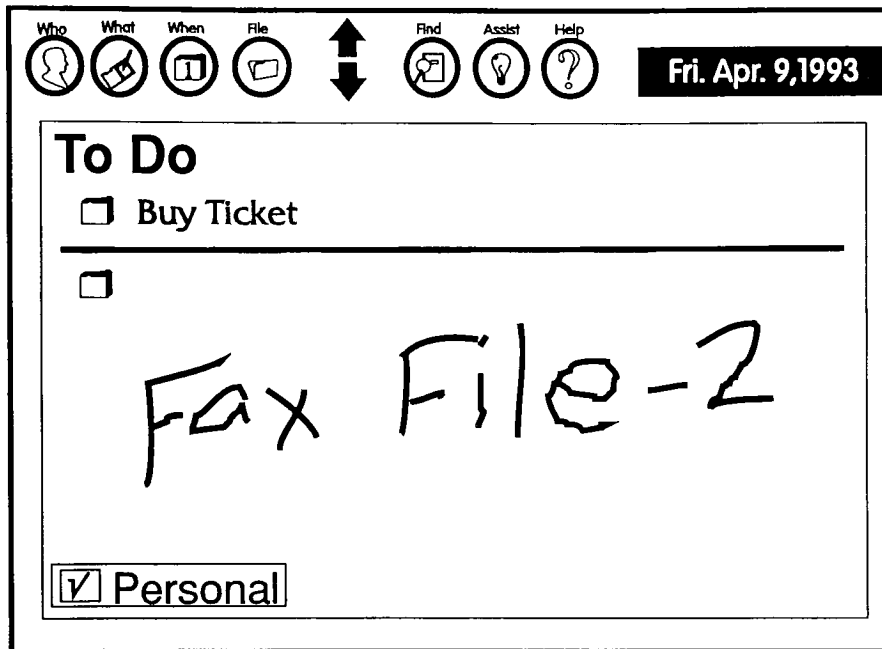 Who What When File Find Assist Help
Fri. Apr. 9,1993
To Do
Buy Ticket
Fax File-2
Personal